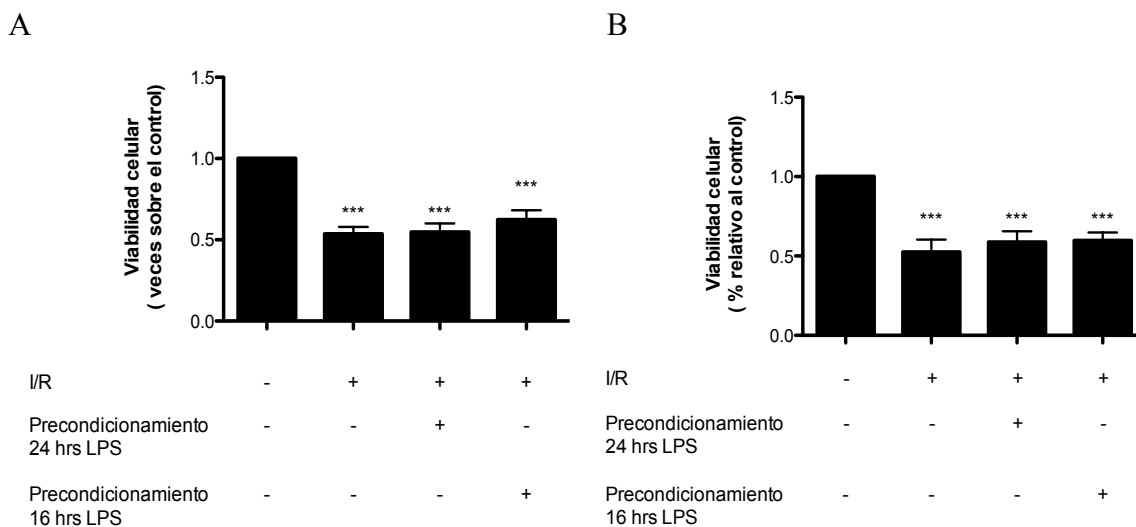 A
Viabilidad celular
( veces sobre el control)
1.5
1.0
0.5
0.0
*** *** ***
I/R - + + +
Precondicionamiento
24 hrs LPS - - + -
Precondicionamiento
16 hrs LPS - - - +
B
Viabilidad celular
( % relativo al control)
1.5
1.0
0.5
0.0
*** *** ***
I/R - + + +
Precondicionamiento
24 hrs LPS - - + -
Precondicionamiento
16 hrs LPS - - - +